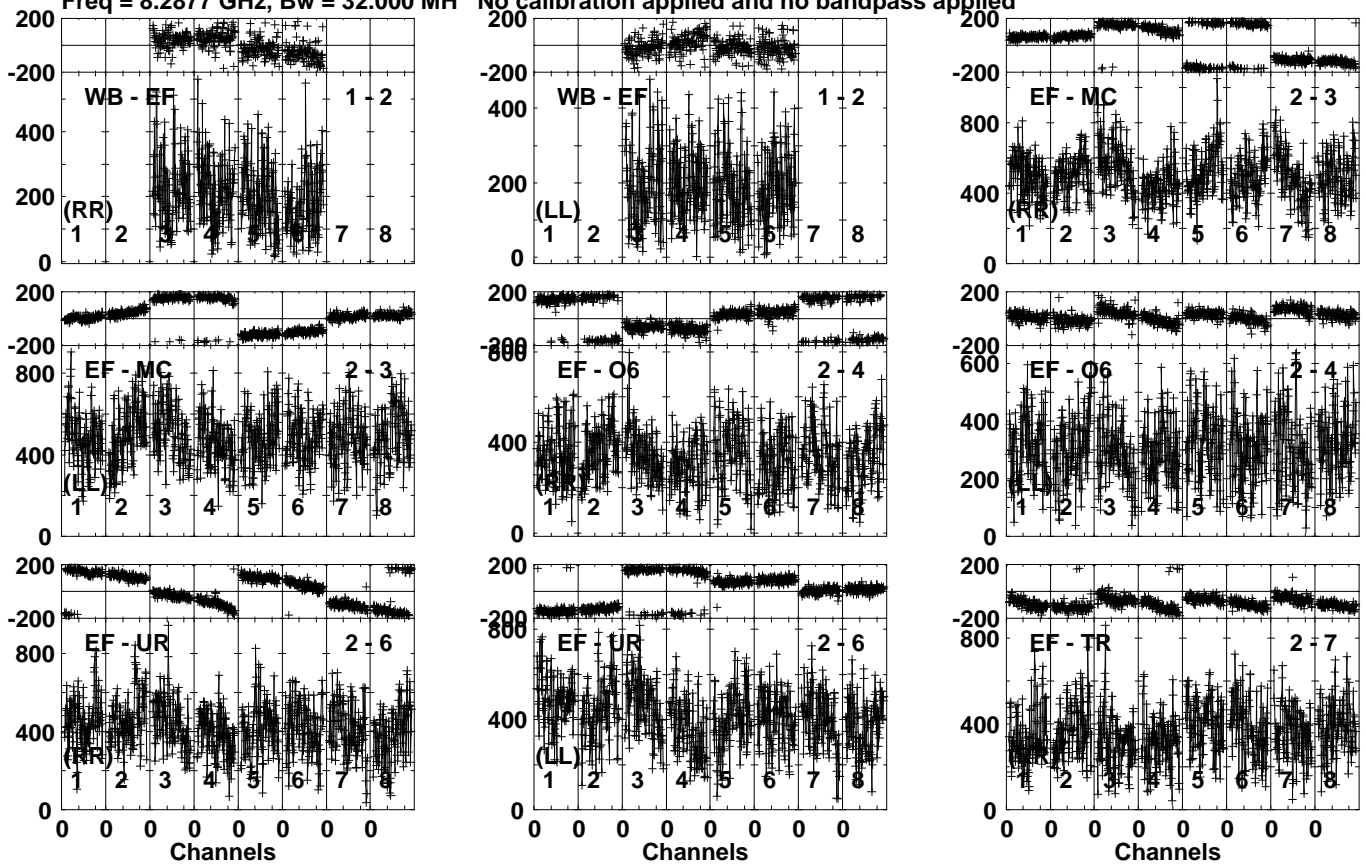 Freq = 8.2877 GHz, Bw = 32.000 MH No calibration applied and no bandpass applied
200
-200
WB - EF 1 - 2
400
200
0
(RR)
1 2 3 4 5 6 7 8
200
-200
WB - EF 1 - 2
400
200
0
(LL)
1 2 3 4 5 6 7 8
200
-200
EF - MC 2 - 3
800
400
0
(RR)
1 2 3 4 5 6 7 8
200
-200
EF - MC 2 - 3
800
400
0
(LL)
1 2 3 4 5 6 7 8
200
-200
800
EF - O6 2 - 4
400
0
(RR)
1 2 3 4 5 6 7 8
200
-200
600
EF - O6 2 - 4
400
200
0
(LL)
1 2 3 4 5 6 7 8
200
-200
EF - UR 2 - 6
800
400
0
(RR)
1 2 3 4 5 6 7 8
0 0 0 0 0 0 0 0
Channels
200
-200
800
EF - UR 2 - 6
400
0
(LL)
1 2 3 4 5 6 7 8
0 0 0 0 0 0 0 0
Channels
200
-200
EF - TR 2 - 7
800
400
0
(RR)
1 2 3 4 5 6 7 8
0 0 0 0 0 0 0 0
Channels